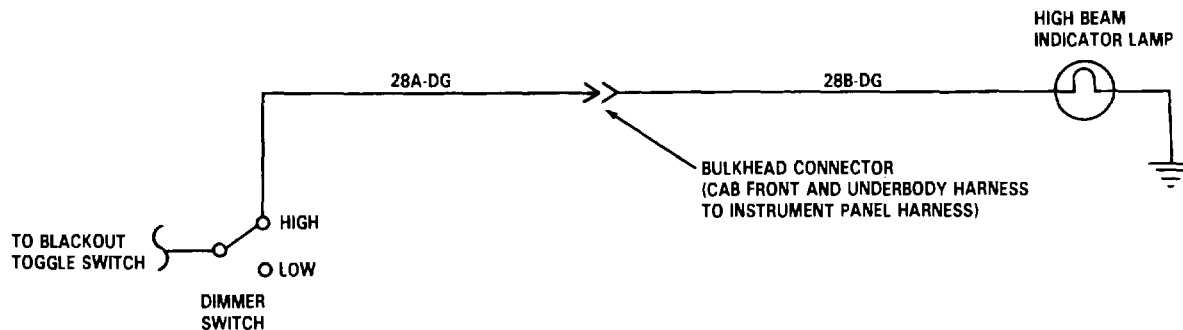 HIGH BEAM
INDICATOR LAMP
28A-DG
28B-DG
BULKHEAD CONNECTOR
(CAB FRONT AND UNDERBODY HARNESS
TO INSTRUMENT PANEL HARNESS)
HIGH
TO BLACKOUT
TOGGLE SWITCH
LOW
DIMMER
SWITCH